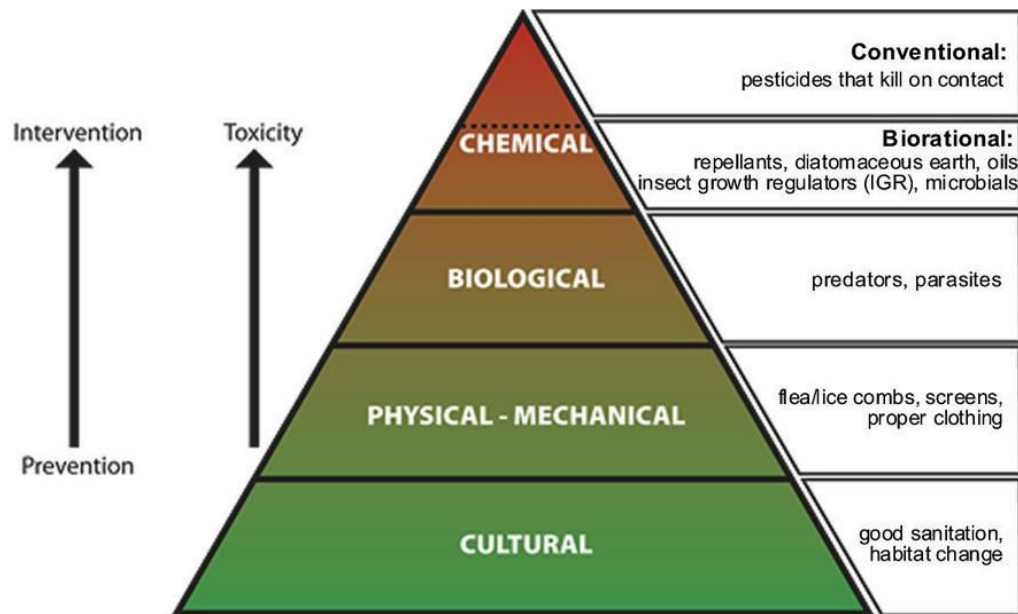 Conventional:
pesticides that kill on contact
Intervention
Toxicity
CHEMICAL
Biorational:
repellants, diatomaceous earth, oils
insect growth regulators (IGR), microbials
BIOLOGICAL
predators, parasites
PHYSICAL - MECHANICAL
flea/lice combs, screens,
proper clothing
Prevention
CULTURAL
good sanitation,
habitat change